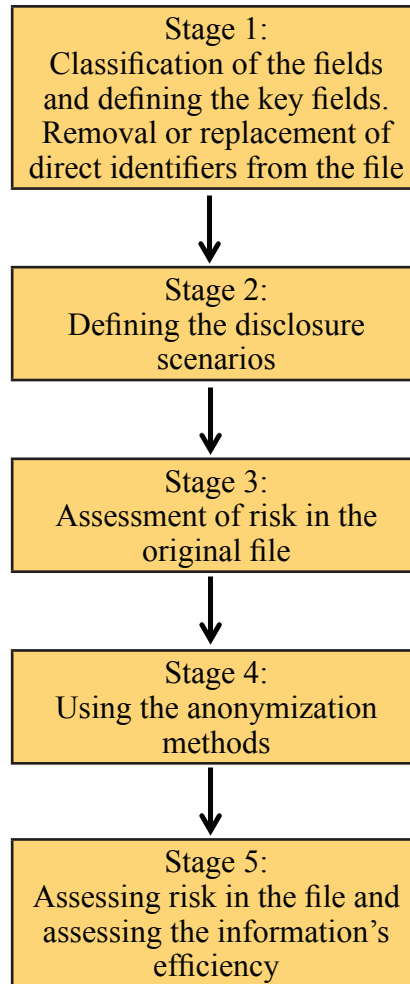 Stage 1:
Classification of the fields
and defining the key fields.
Removal or replacement of
direct identifiers from the file
Stage 2:
Defining the disclosure
scenarios
Stage 3:
Assessment of risk in the
original file
Stage 4:
Using the anonymization
methods
Stage 5:
Assessing risk in the file and
assessing the information’s
efficiency